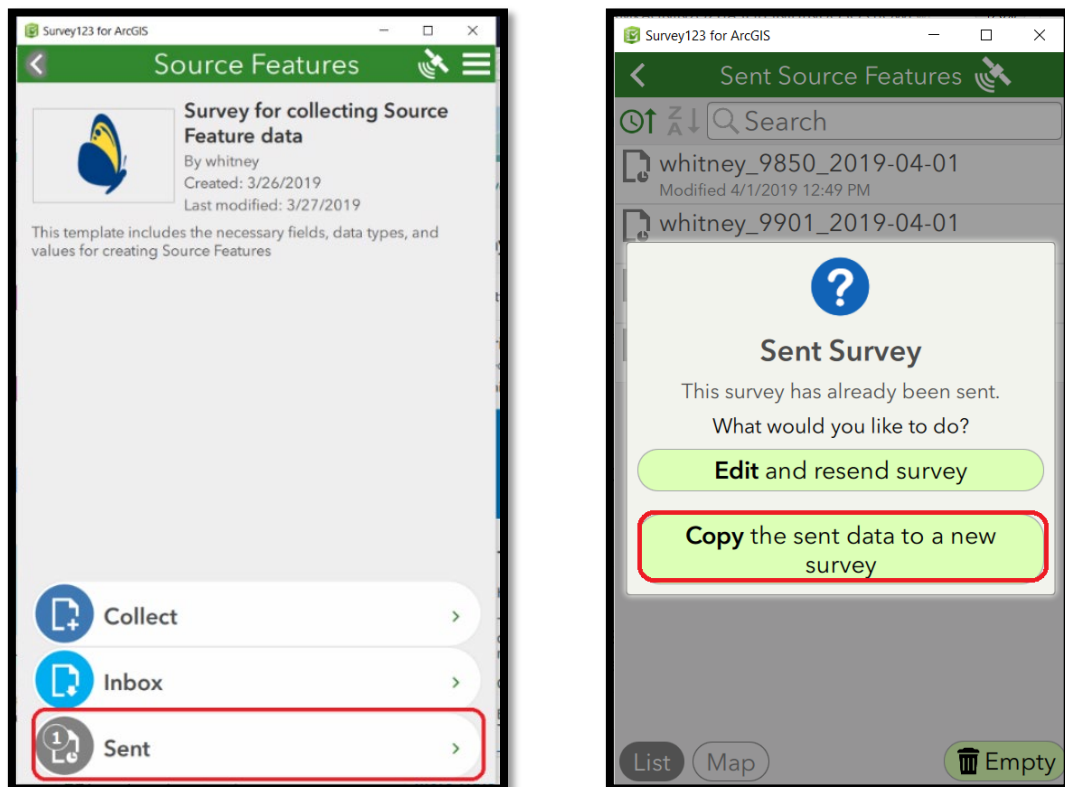 Survey123 for ArcGIS
Source Features
Survey for collecting Source
Feature data
By whitney
Created: 3/26/2019
Last modified: 3/27/2019
This template includes the necessary fields, data types, and
values for creating Source Features
Collect
Inbox
1
Sent
Survey123 for ArcGIS
Sent Source Features
Z
A
Search
whitney_9850_2019-04-01
Modified 4/1/2019 12:49 PM
whitney_9901_2019-04-01
?
Sent Survey
This survey has already been sent.
What would you like to do?
Edit and resend survey
Copy the sent data to a new
survey
List
Map
Empty